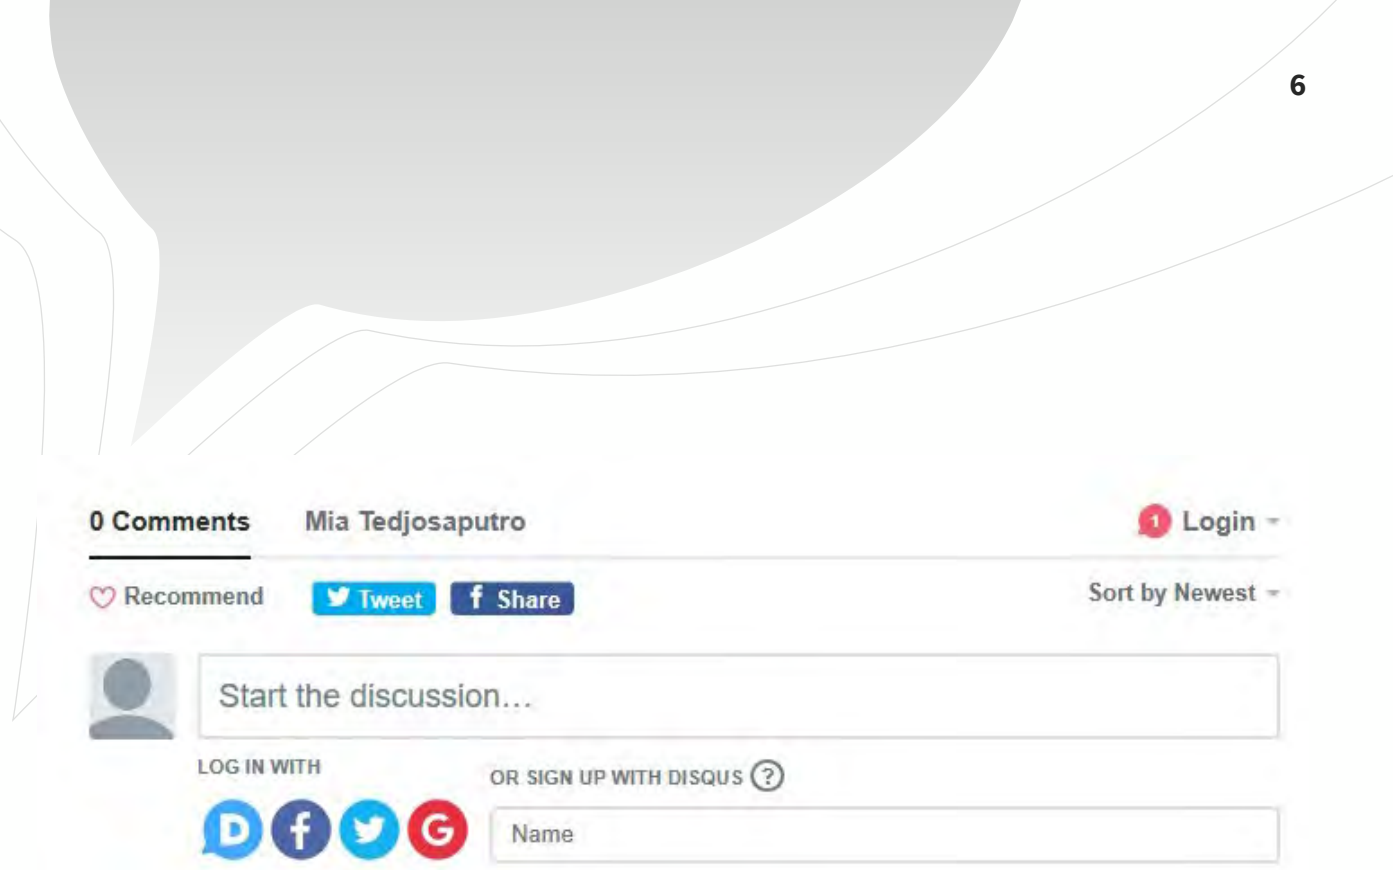 6
0 Comments Mia Tedjosaputro 1 Login
Recommend Tweet f Share Sort by Newest
Start the discussion…
LOG IN WITH
OR SIGN UP WITH DISQUS ?
D f G
Name